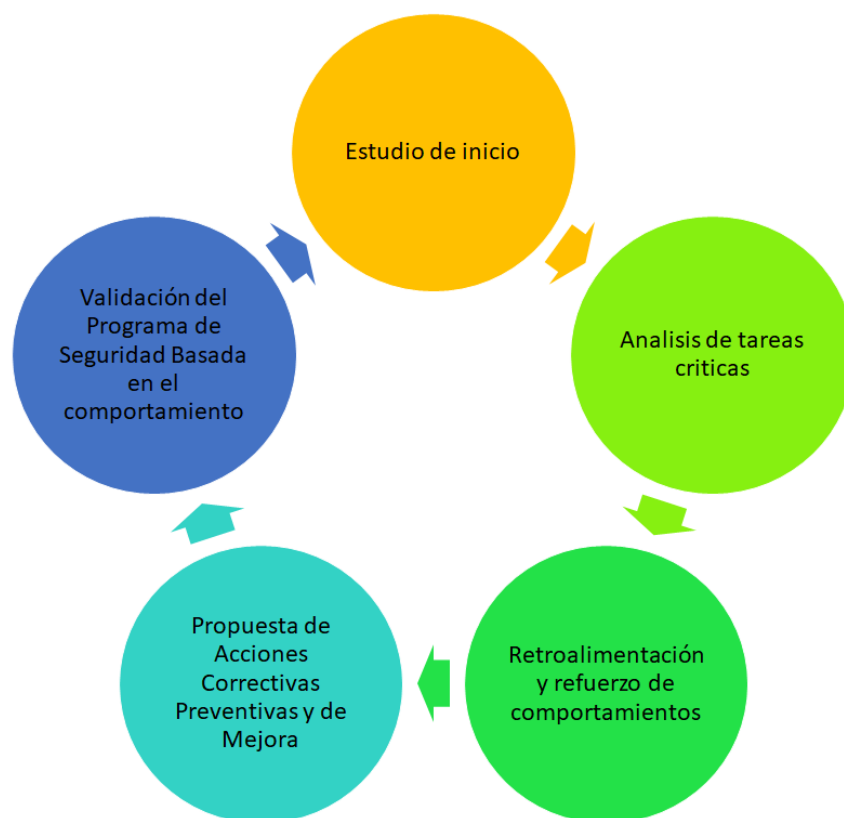 Estudio de inicio
Analisis de tareas
criticas
Retroalimentación
y refuerzo de
comportamientos
Propuesta de
Acciones
Correctivas
Preventivas y de
Mejora
Validación del
Programa de
Seguridad Basada
en el
comportamiento